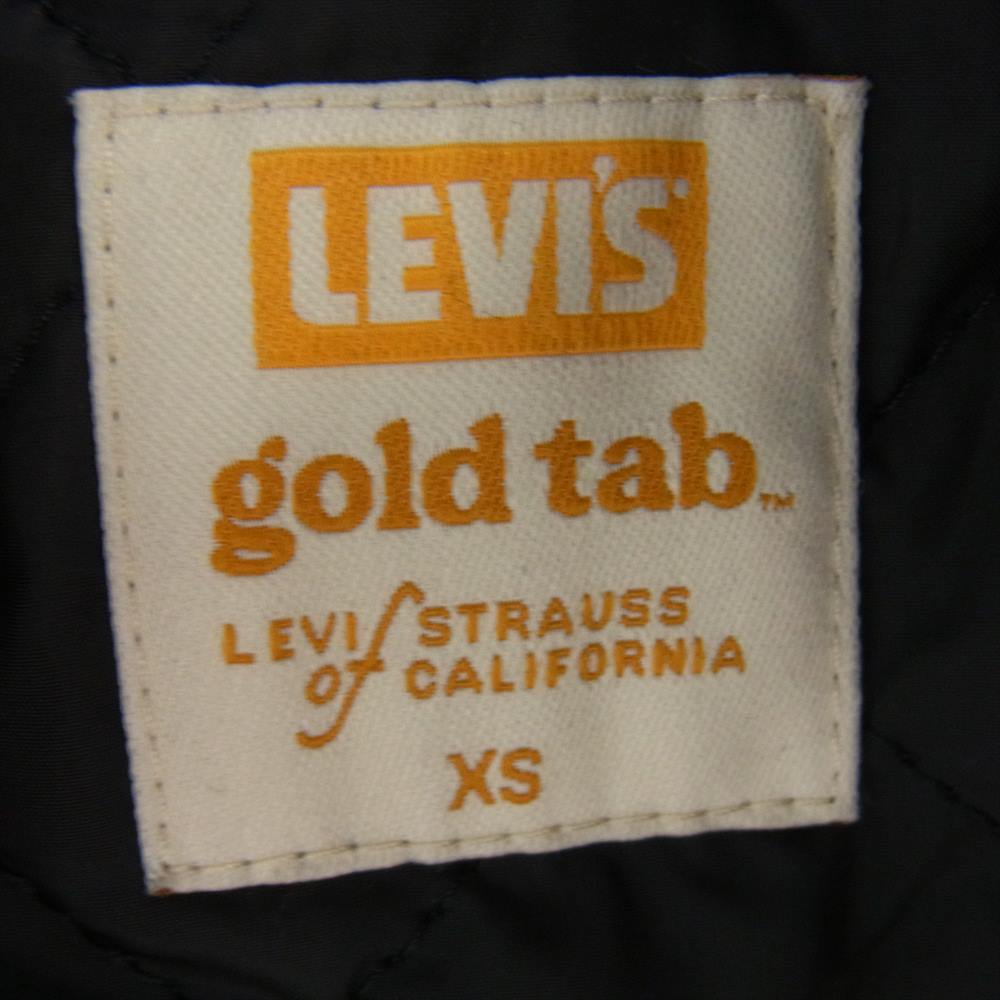 LEVI'S
gold tab™
LEVI STRAUSS
of CALIFORNIA
XS